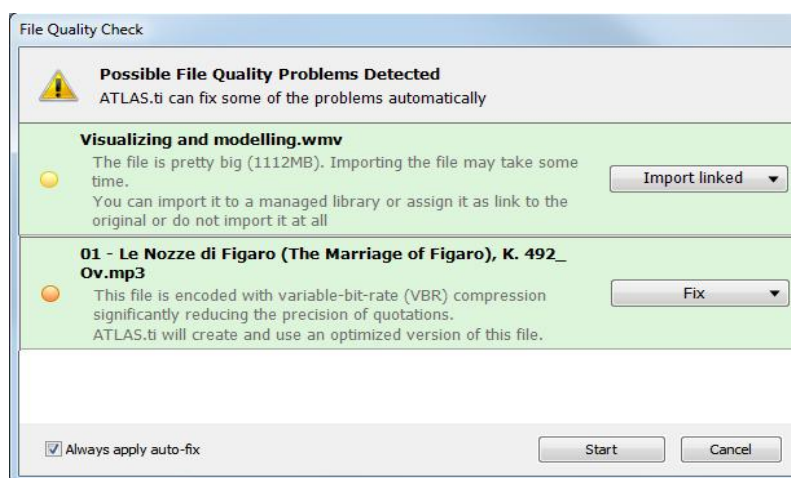 File Quality Check
Possible File Quality Problems Detected
ATLAS.ti can fix some of the problems automatically
Visualizing and modelling.wmv
The file is pretty big (1112MB). Importing the file may take some
time.
You can import it to a managed library or assign it as link to the
original or do not import it at all
Import linked
01 - Le Nozze di Figaro (The Marriage of Figaro), K. 492_
Ov.mp3
This file is encoded with variable-bit-rate (VBR) compression
significantly reducing the precision of quotations.
ATLAS.ti will create and use an optimized version of this file.
Fix
Always apply auto-fix
Start
Cancel